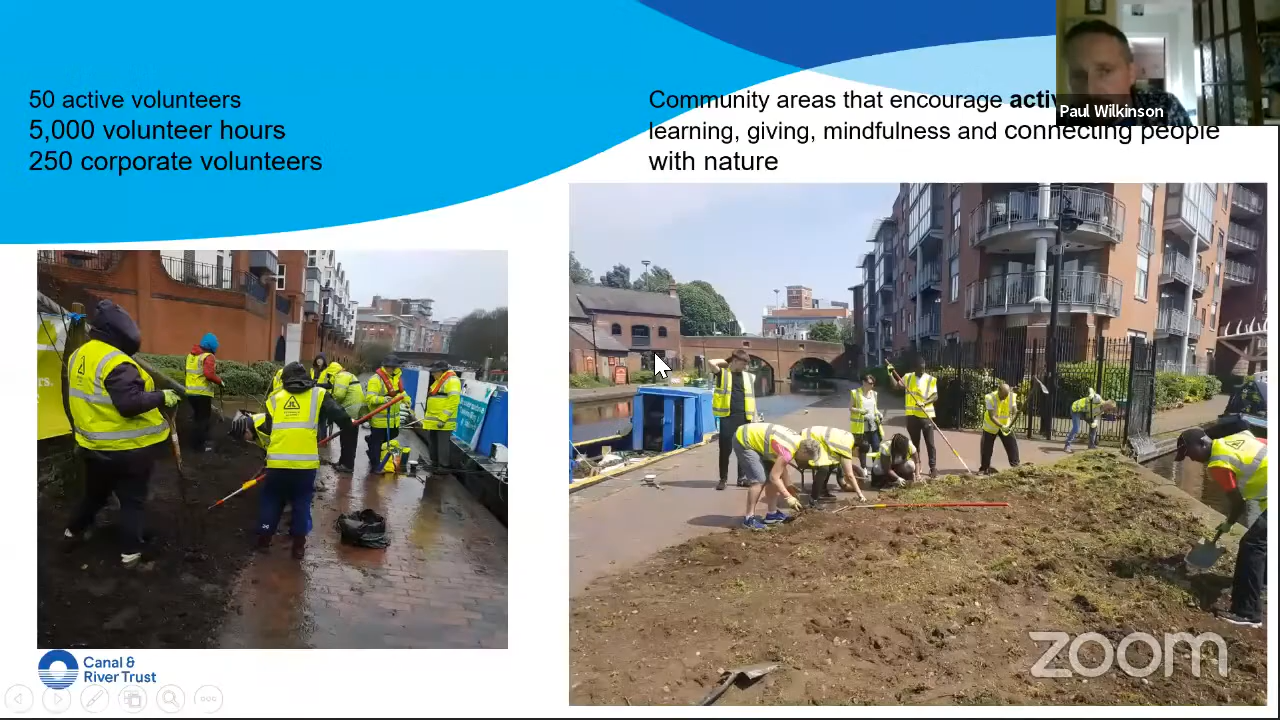 50 active volunteers
5,000 volunteer hours
250 corporate volunteers
Community areas that encourage
learning, giving, mindfulness and connecting people
with nature
Paul Wilkinson
Canal &
River Trust
zoom